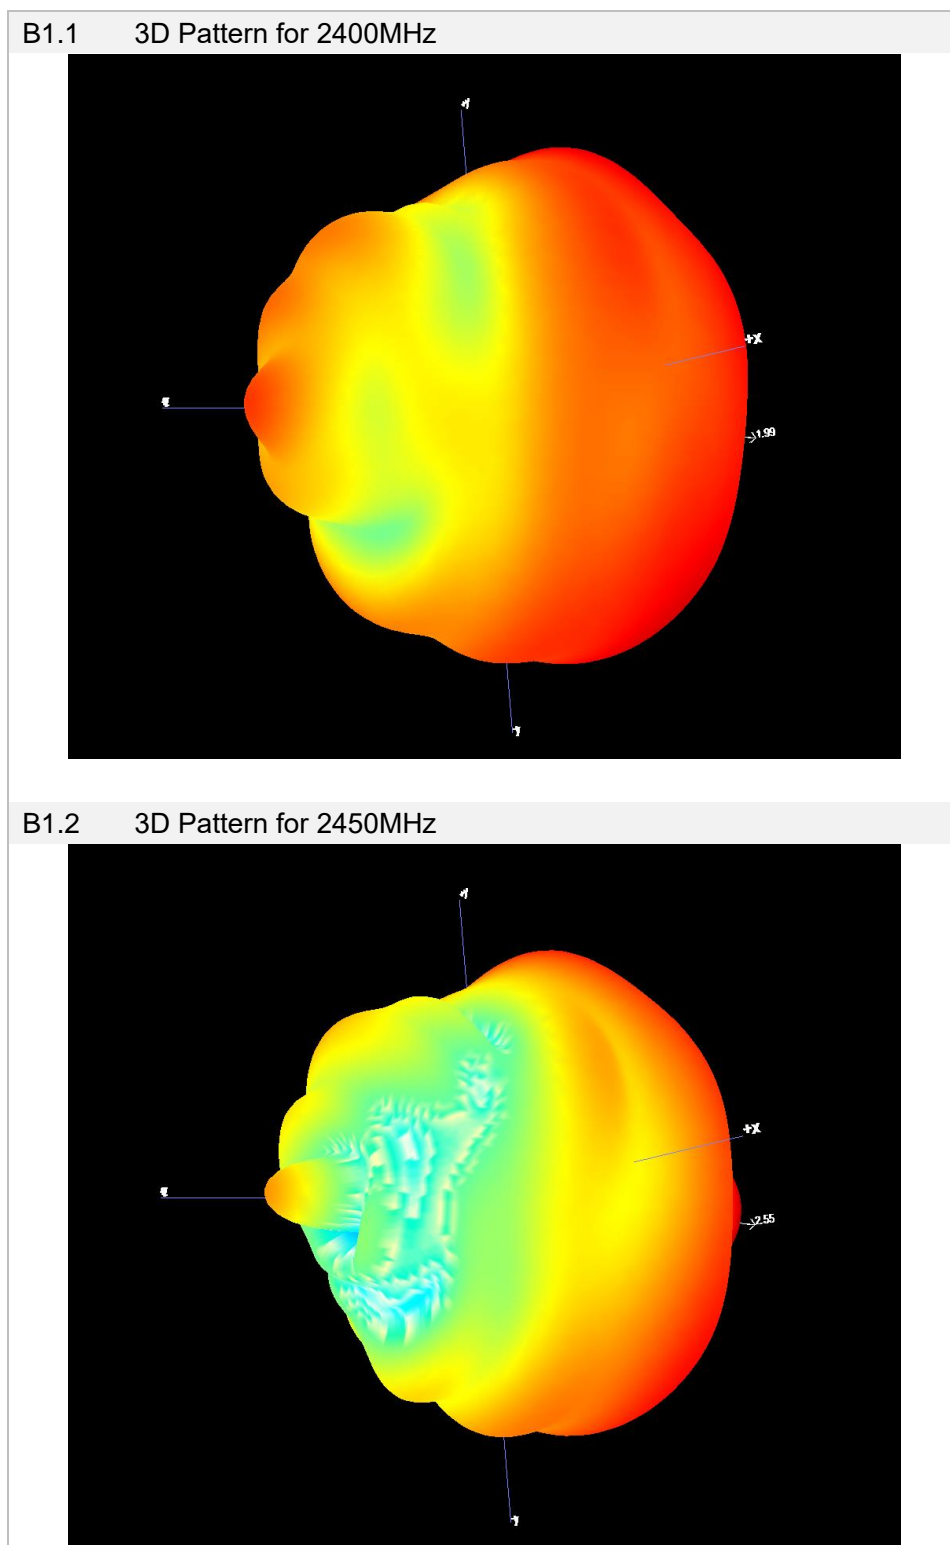 B1.1 3D Pattern for 2400MHz
+X
1.99
B1.2 3D Pattern for 2450MHz
+X
2.55